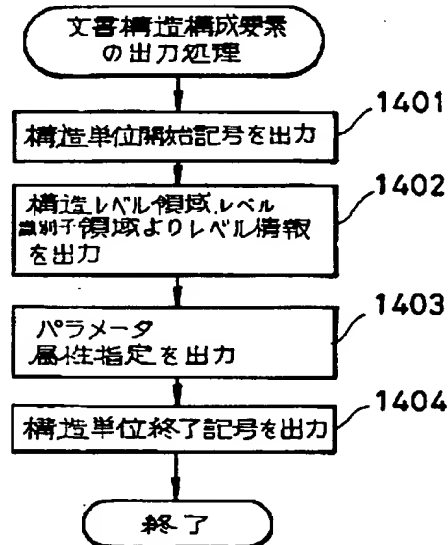 文書構造構成要素
の出力処理
1401
構造単位開始記号を出力
1402
構造レベル領域、レベル
識別子領域よりレベル情報
を出力
1403
パラメータ
属性指定を出力
1404
構造単位終了記号を出力
終了